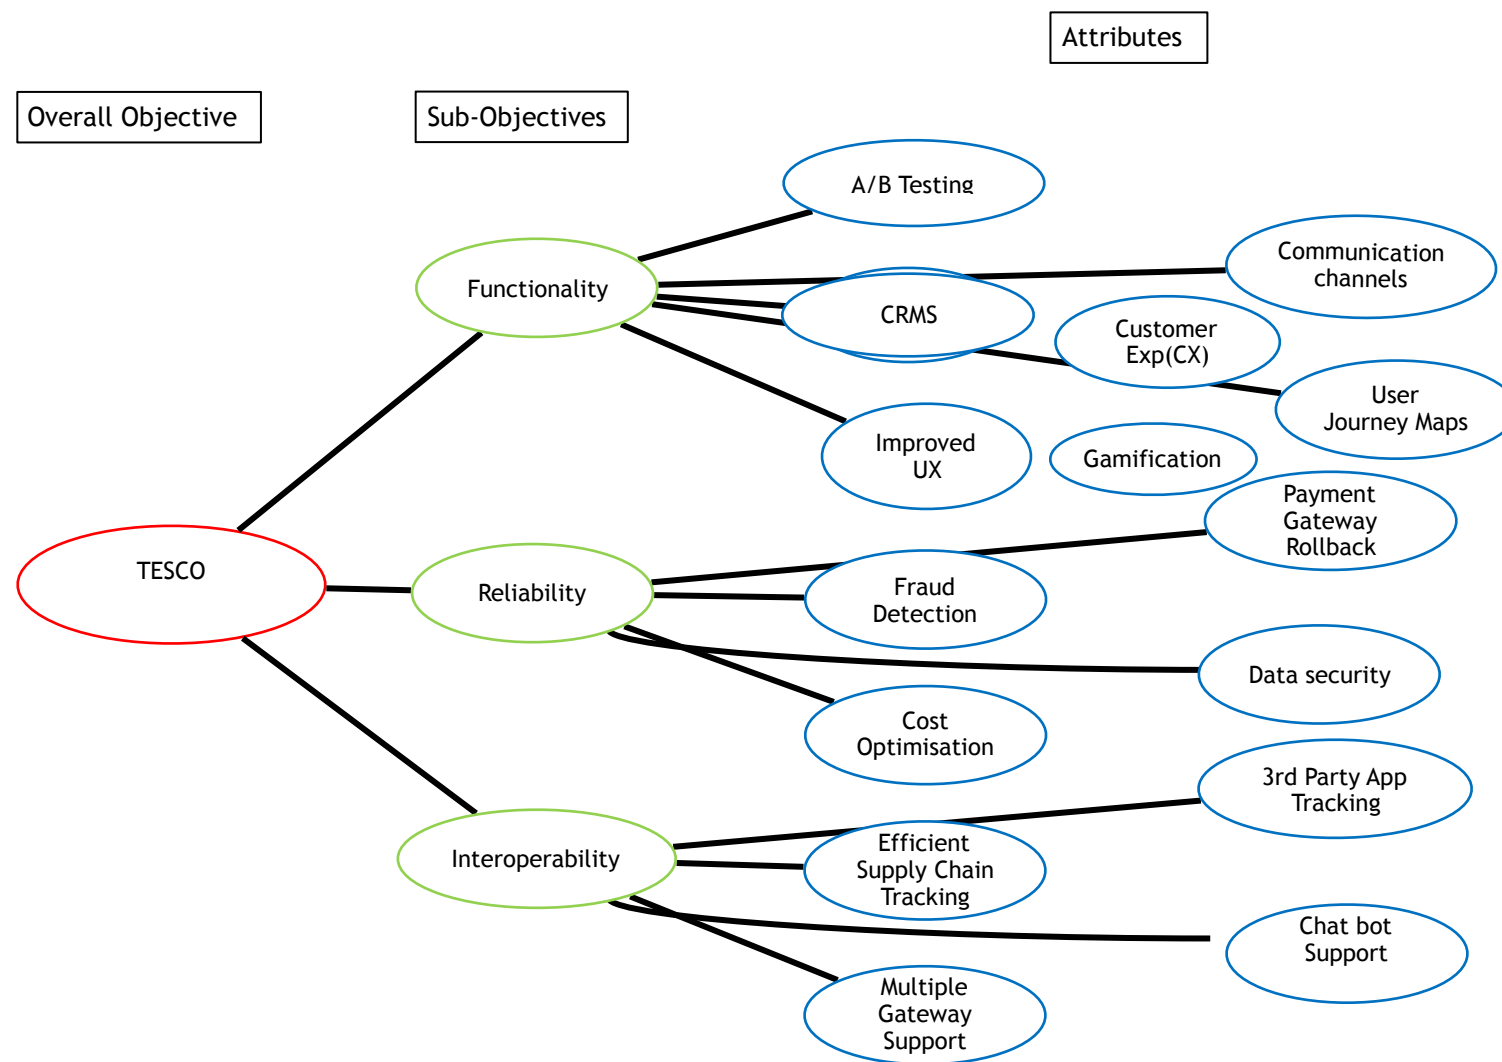 Attributes
Overall Objective
Sub-Objectives
A/B Testing
Functionality
Communication
channels
CRMS
Customer
Exp(CX)
User
Journey Maps
Improved
UX
Gamification
Payment
Gateway
Rollback
TESCO
Reliability
Fraud
Detection
Data security
Cost
Optimisation
3rd Party App
Tracking
Interoperability
Efficient
Supply Chain
Tracking
Chat bot
Support
Multiple
Gateway
Support